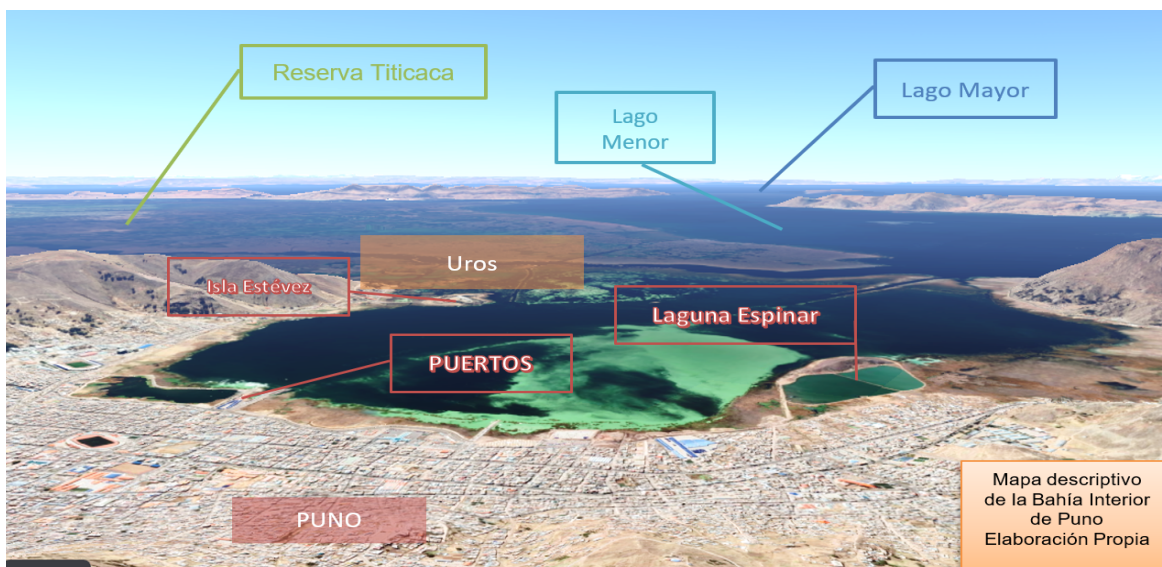 Reserva Titicaca
Lago Mayor
Lago
Menor
Uros
Isla Estévez
Laguna Espinar
PUERTOS
Mapa descriptivo
de la Bahía Interior
de Puno
Elaboración Propia
PUNO